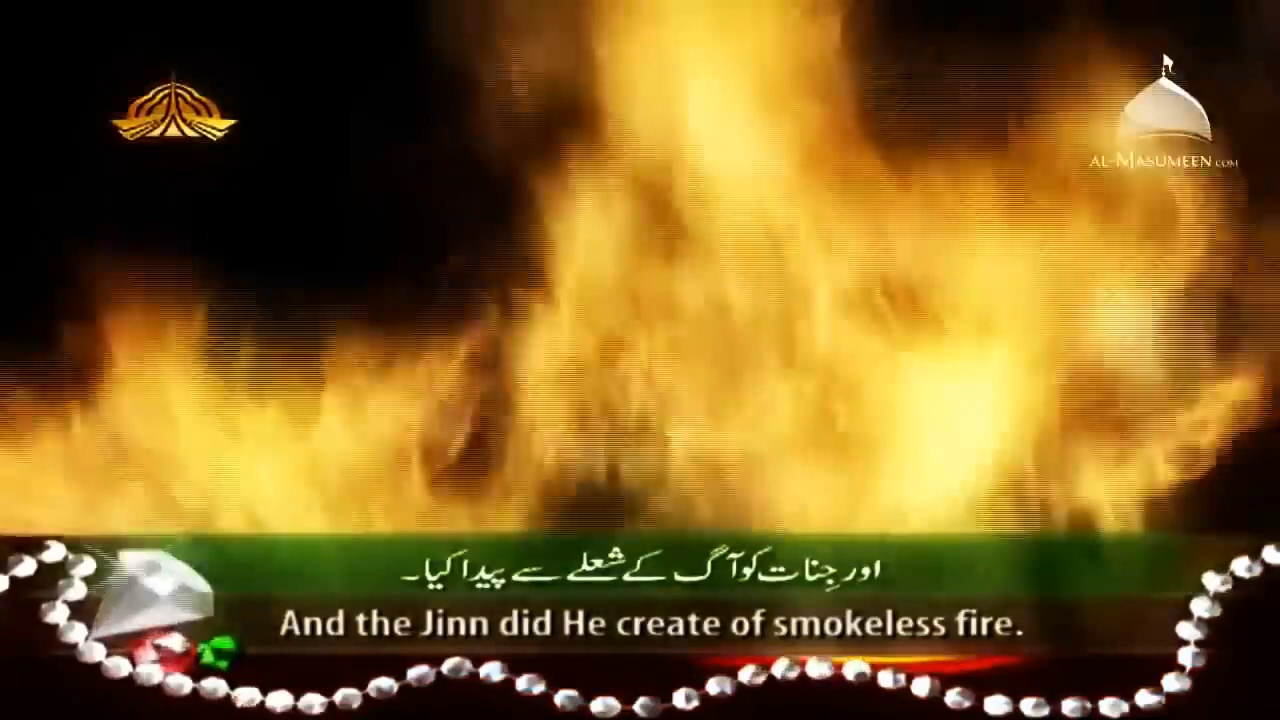 AL-MASUMEEN.COM
اور جِنات کو آگ کے شعلے سے پیدا کیا۔
And the Jinn did He create of smokeless fire.